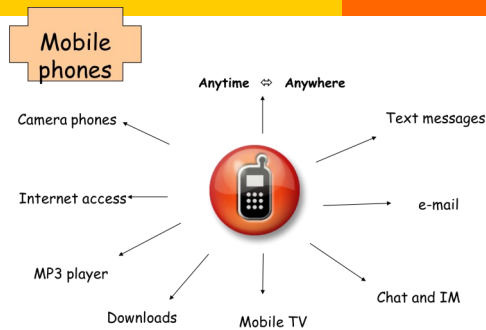 Mobile
phones
Anytime ⇔ Anywhere
Camera phones
Text messages
Internet access
e-mail
MP3 player
Chat and IM
Downloads
Mobile TV